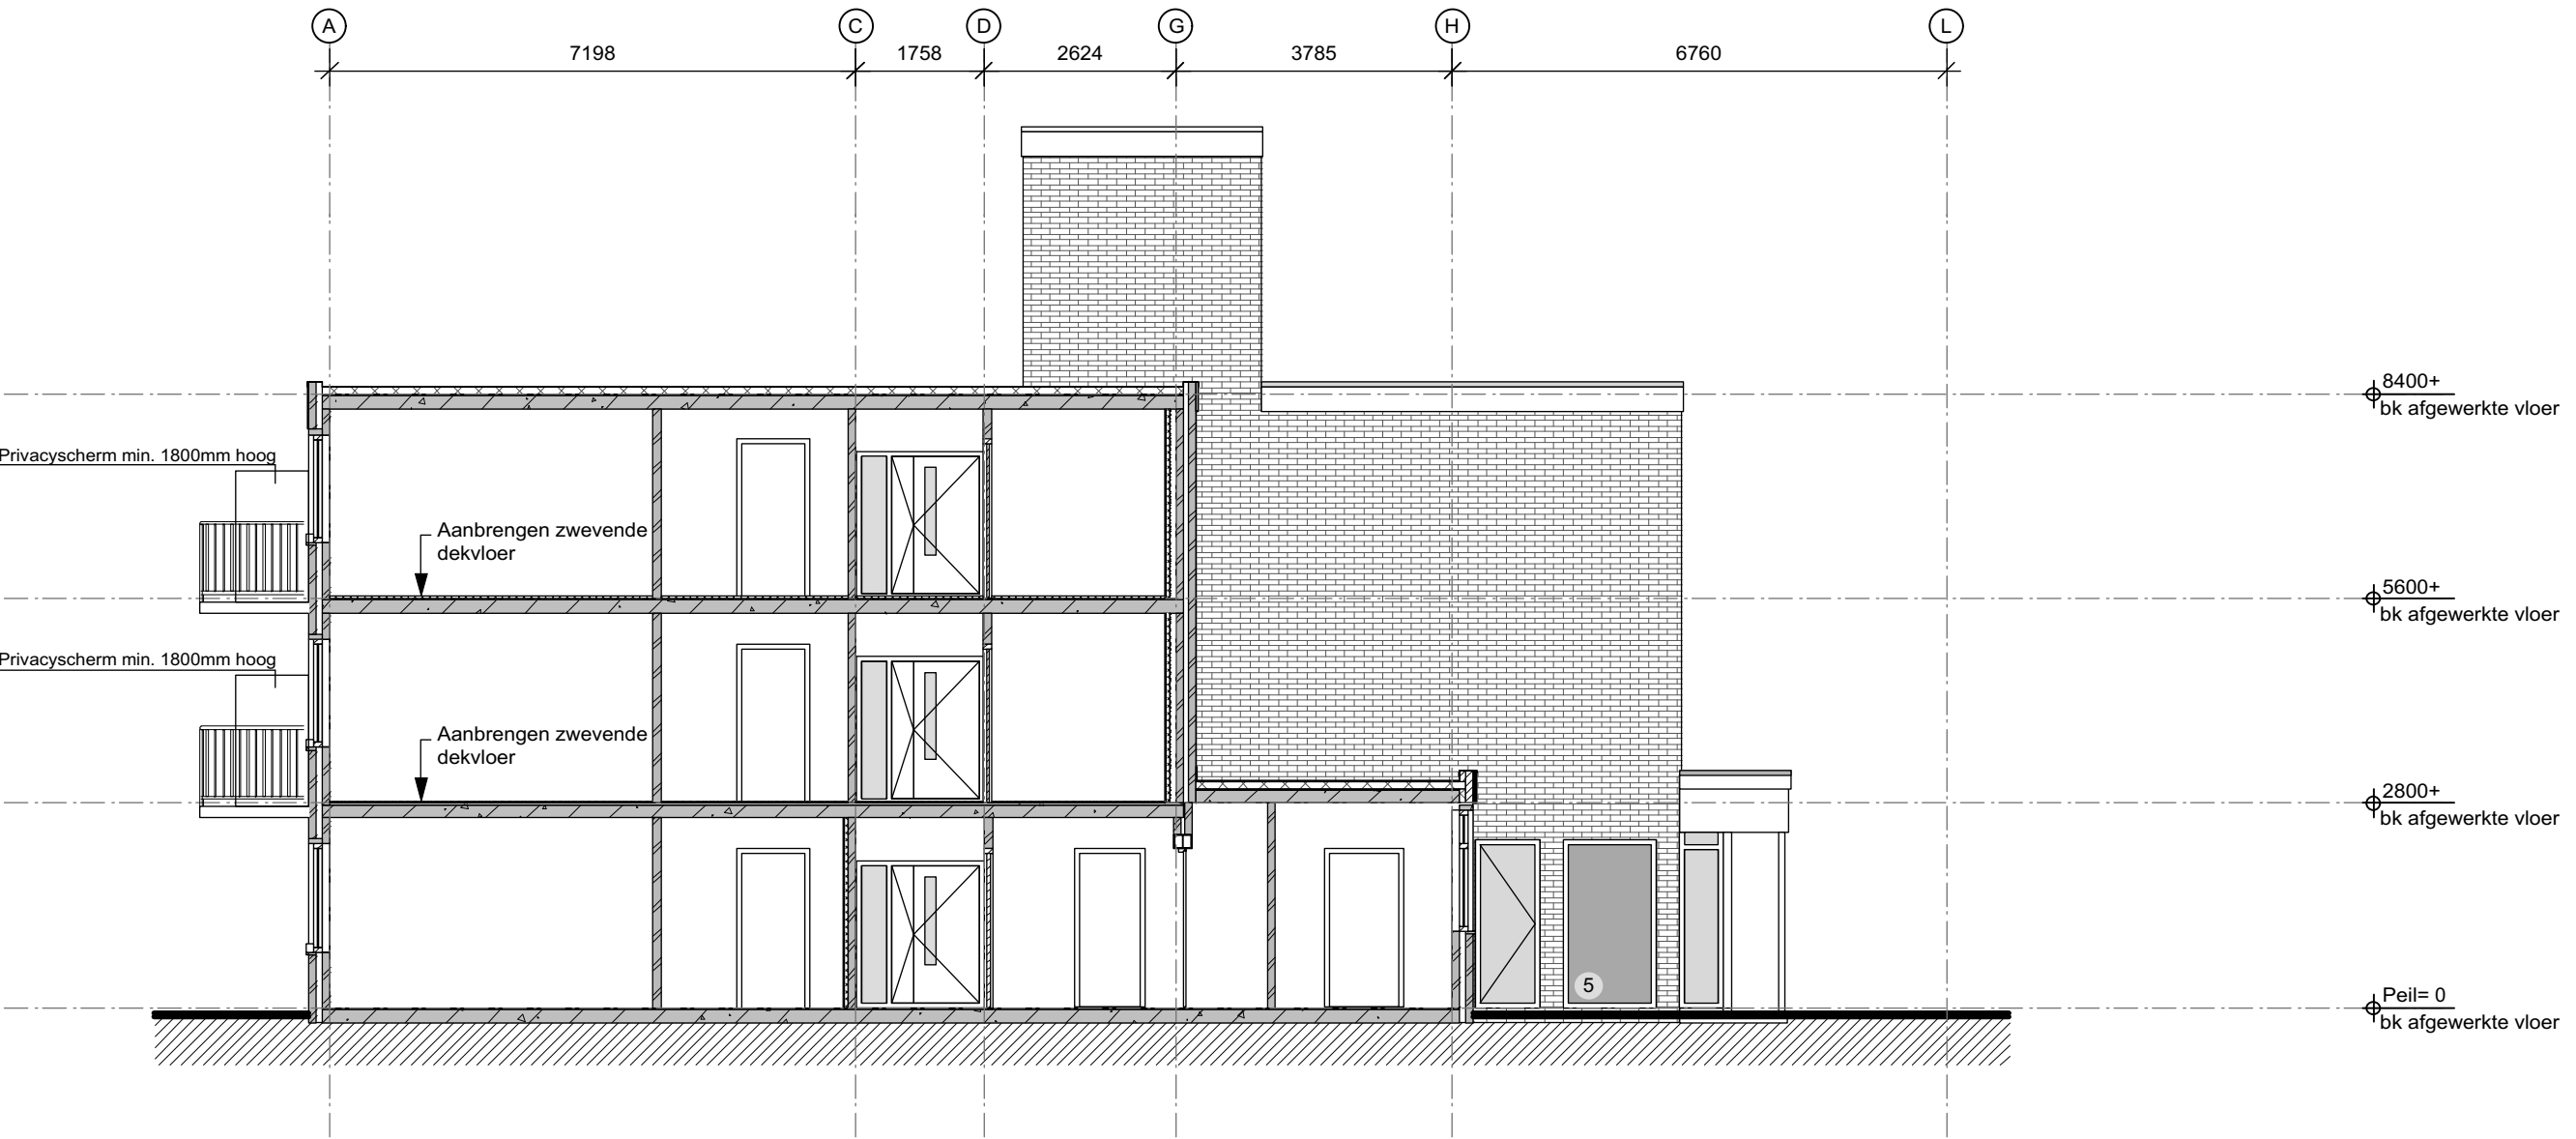 A C D G H L
7198 1758 2624 3785 6760
8400+
bk afgewerkte vloer
Privacyscherm min. 1800mm hoog
Aanbrengen zwevende
dekvloer
5600+
bk afgewerkte vloer
Privacyscherm min. 1800mm hoog
Aanbrengen zwevende
dekvloer
2800+
bk afgewerkte vloer
5
Peil= 0
bk afgewerkte vloer